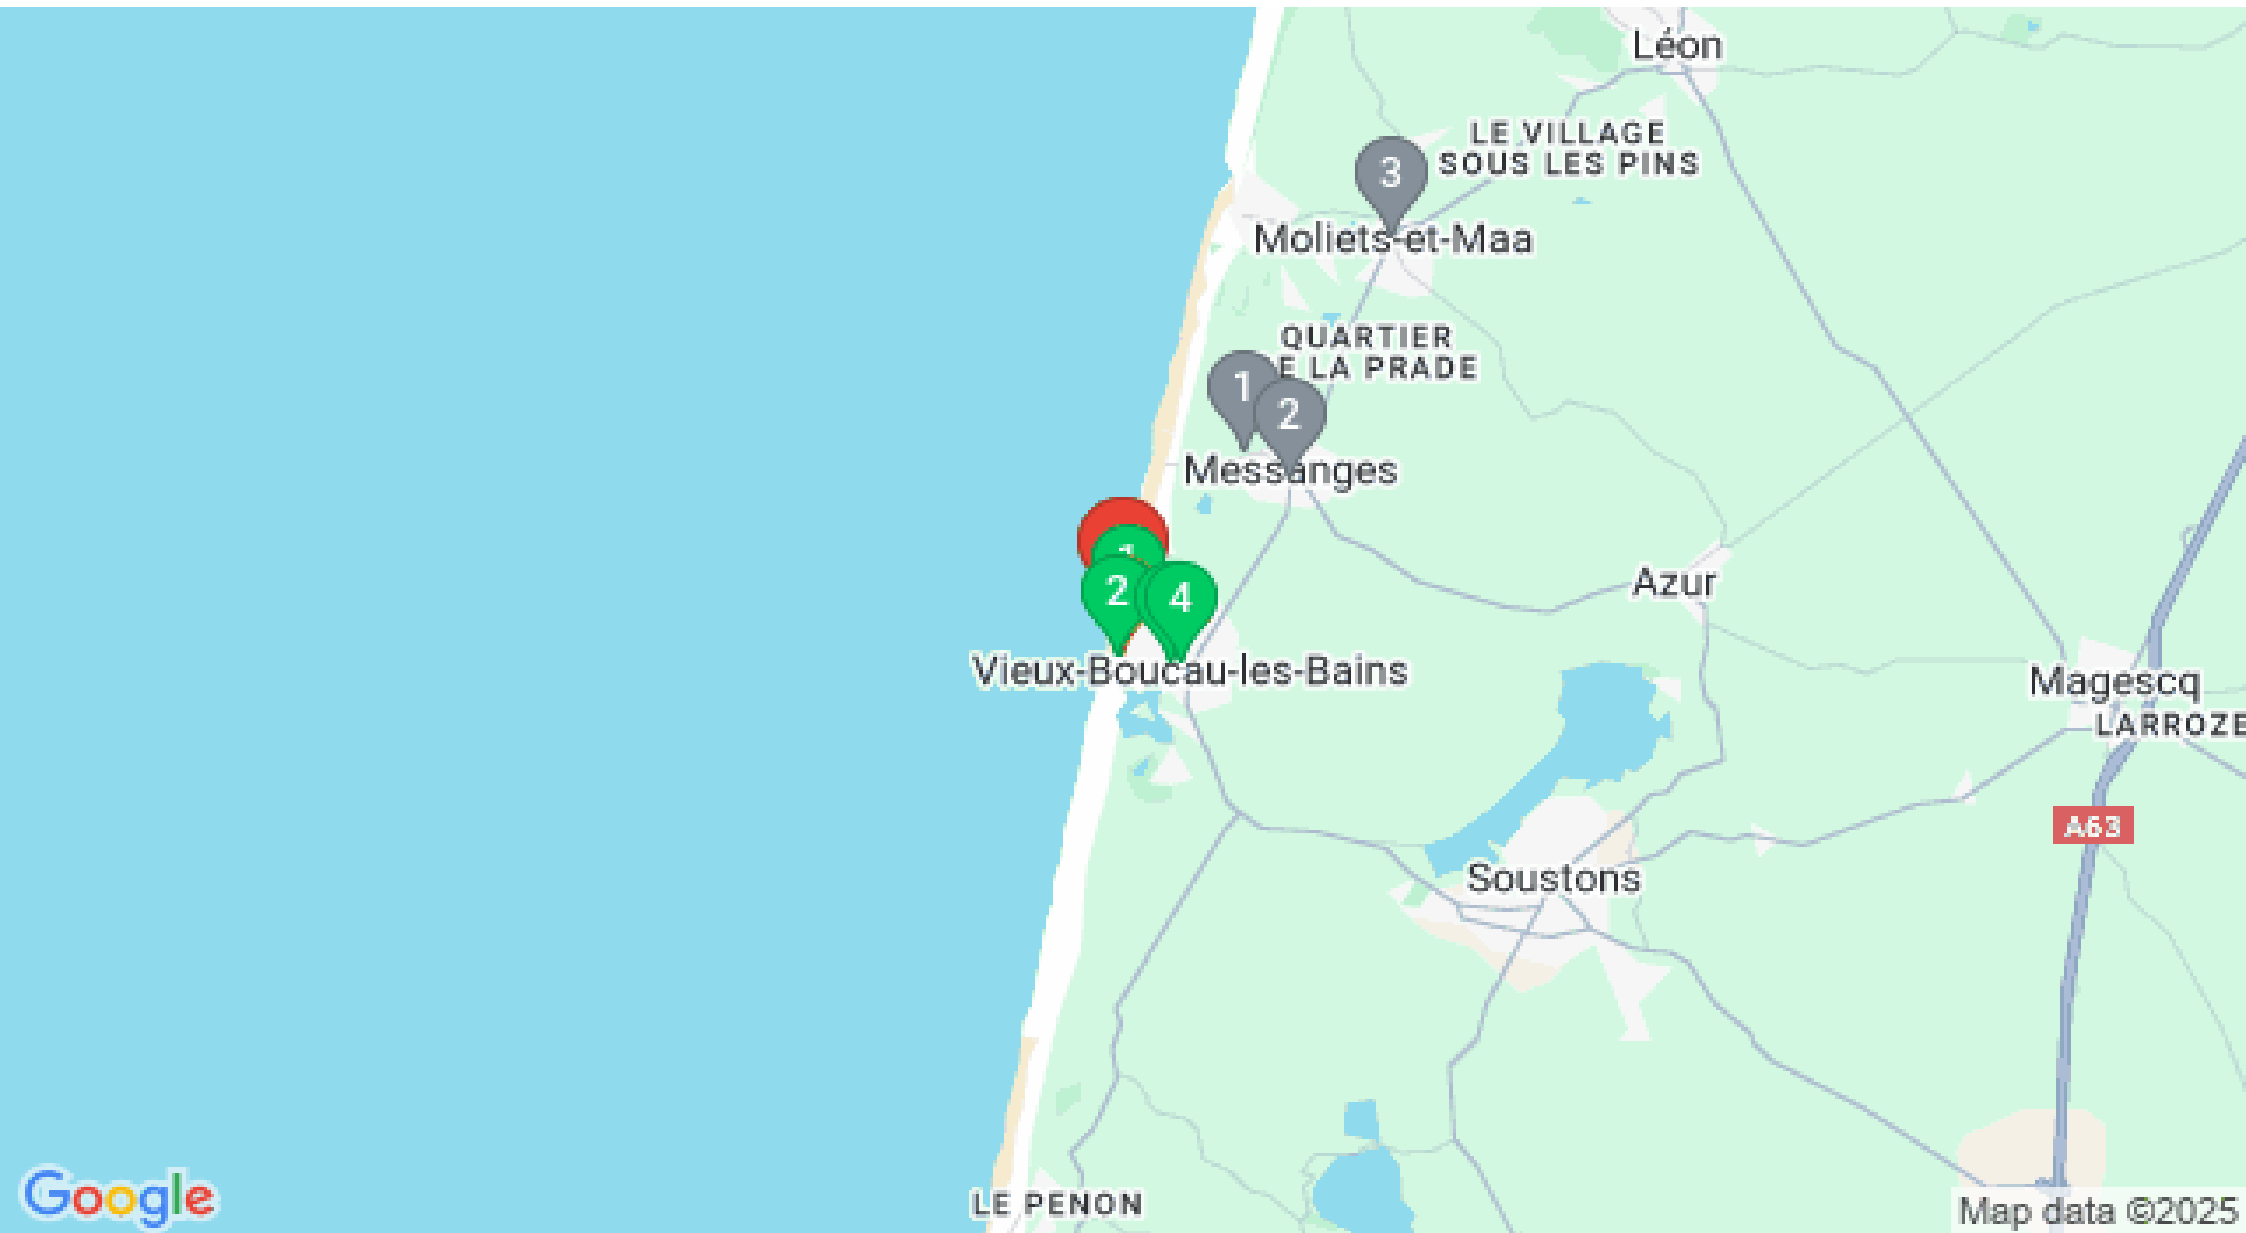 Léon
LE VILLAGE
SOUS LES PINS
3
Moliets-et-Maa
QUARTIER
E LA PRADE
1
2
Messanges
2
4
Vieux-Boucau-les-Bains
Azur
Magescq
LARROZE
A63
Soustons
LE PENON
Google
Map data ©2025